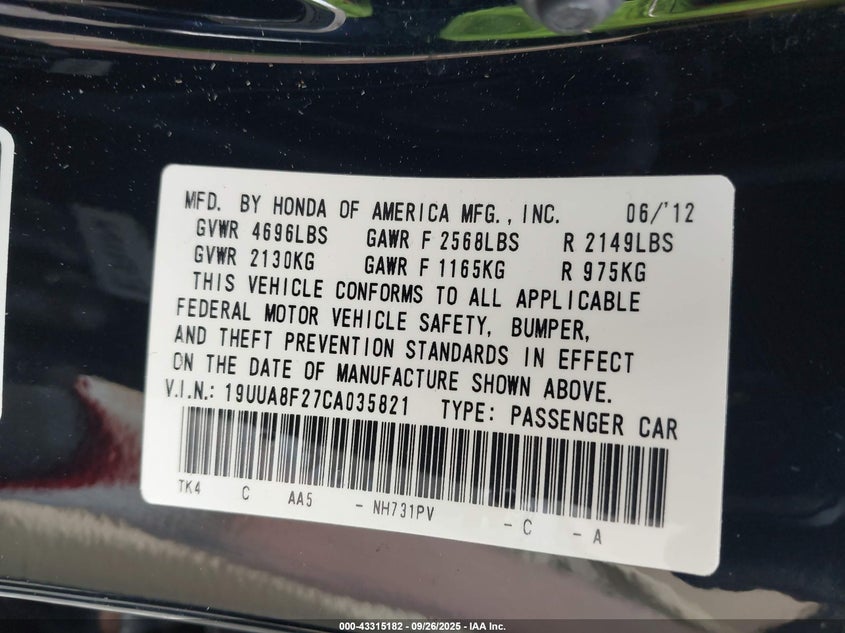 MFD. BY HONDA OF AMERICA MFG., INC. 06/'12
GVWR 4696LBS GAWR F 2568LBS R 2149LBS
GVWR 2130KG GAWR F 1165KG R 975KG
THIS VEHICLE CONFORMS TO ALL APPLICABLE
FEDERAL MOTOR VEHICLE SAFETY, BUMPER,
AND THEFT PREVENTION STANDARDS IN EFFECT
ON THE DATE OF MANUFACTURE SHOWN ABOVE.
V.I.N.: 19UUA8F27CA035821 TYPE: PASSENGER CAR
TK4 C AA5 - NH731PV - C - A
000-43315182 - 09/26/2025 - IAA Inc.